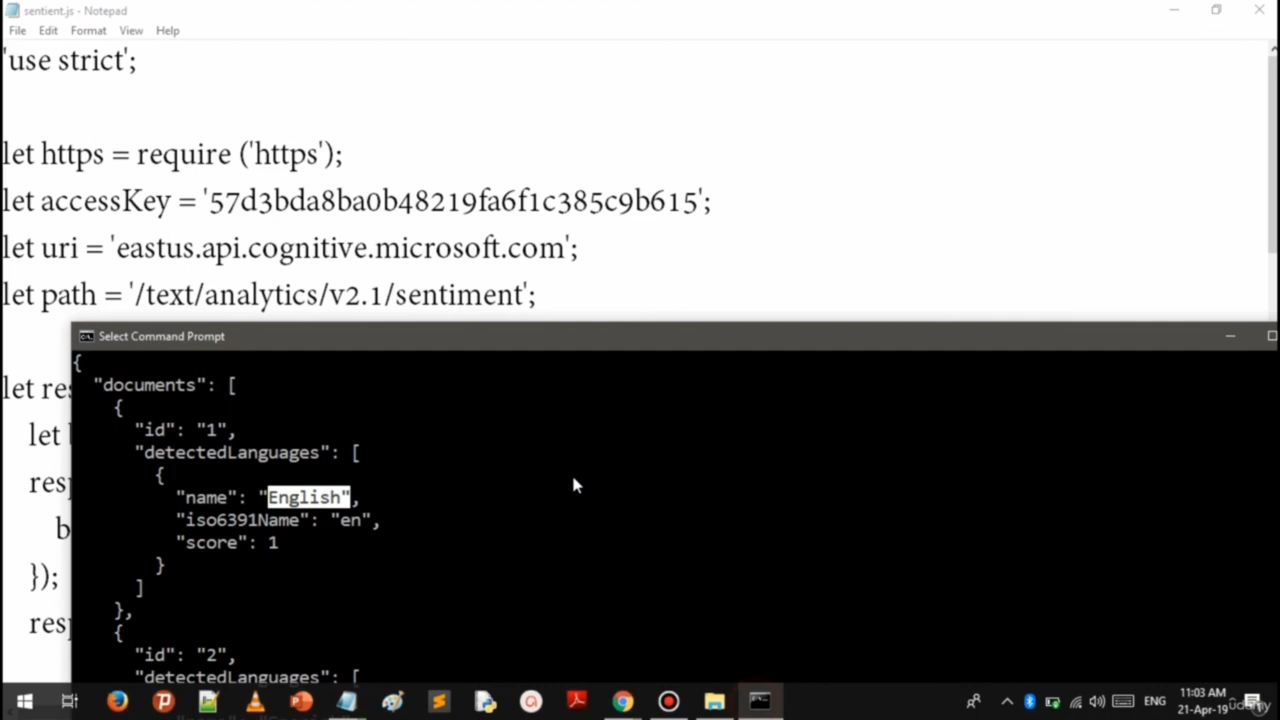 sentient.js - Notepad
File Edit Format View Help
'use strict';
let https = require ('https');
let accessKey = '57d3bda8ba0b48219fa6f1c385c9b615';
let uri = 'eastus.api.cognitive.microsoft.com';
let path = '/text/analytics/v2.1/sentiment';
let res
let
res
b
});
res
Select Command Prompt
{
"documents": [
{
"id": "1",
"detectedLanguages": [
{
"name": "English",
"iso6391Name": "en",
"score": 1
}
]
},
{
"id": "2",
"detectedLanguages": [
ENG
11:03 AM
21-Apr-19
udemy